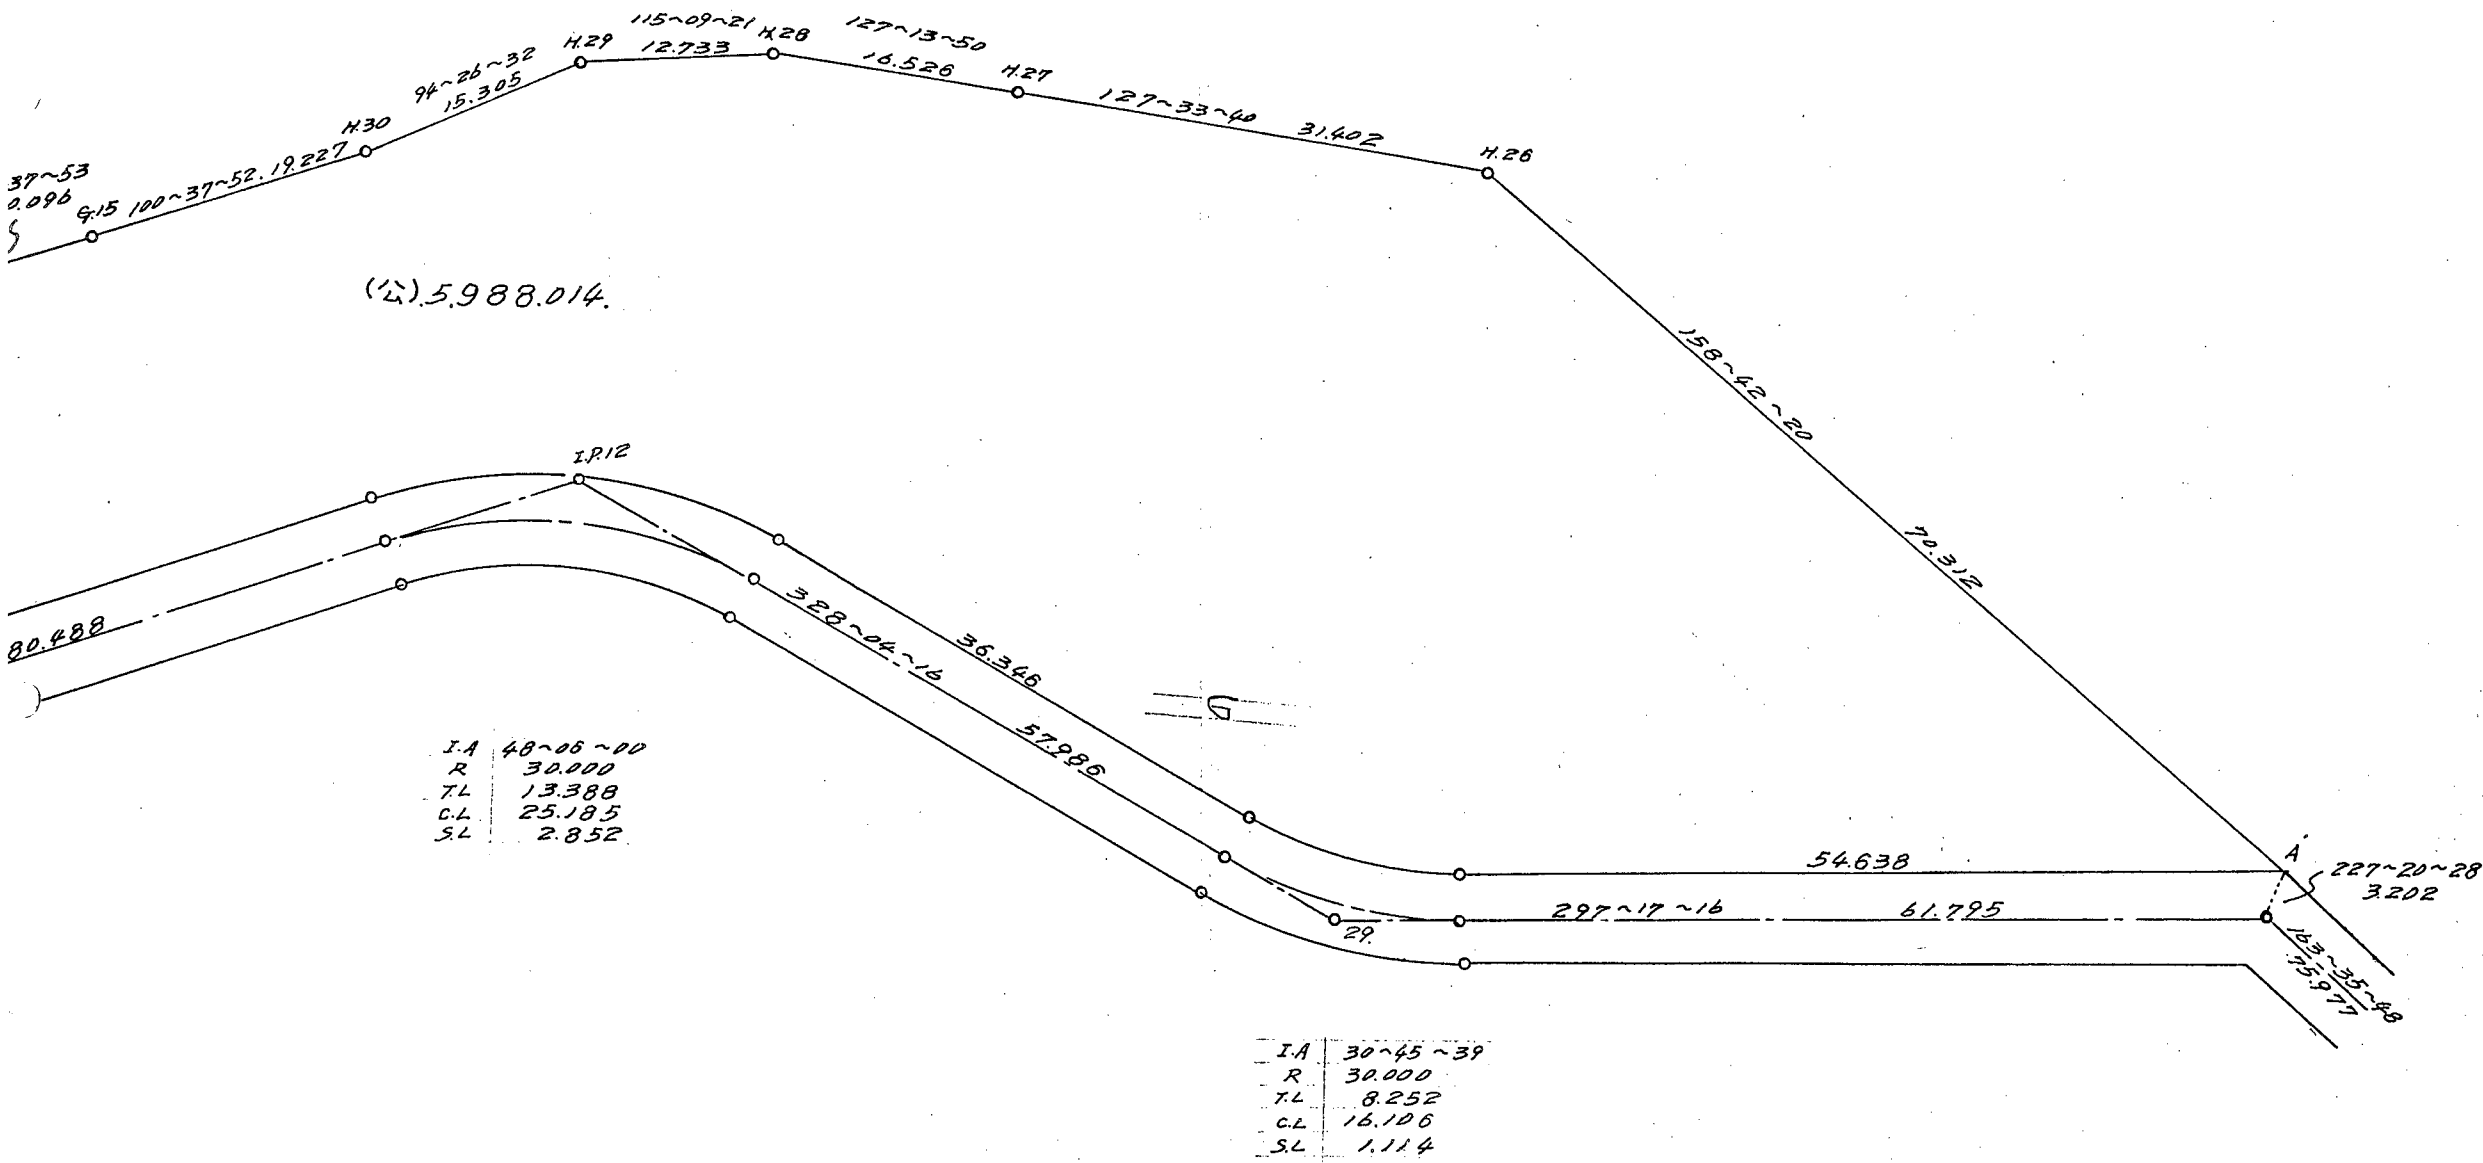 115~09~21
H.28
127~13~50
H.29
12.733
94~26~32
15.305
16.526
H.27
127~33~40
31.402
H.30
H.26
37~53
0.096
G.15
100~37~52. 19.227
(公).5.988.014.
158~42~20
70.312
I.P.12
80.488
328~04~16
36.346
57.986
G
I.A 48~06~00
R 30.000
T.L 13.388
C.L 25.185
S.L 2.852
54.638
A'
227~20~28
3.202
297~17~16
61.795
29.
163~35~48
75.977
I.A 30~45~39
R 30.000
T.L 8.252
C.L 16.106
S.L 1.114